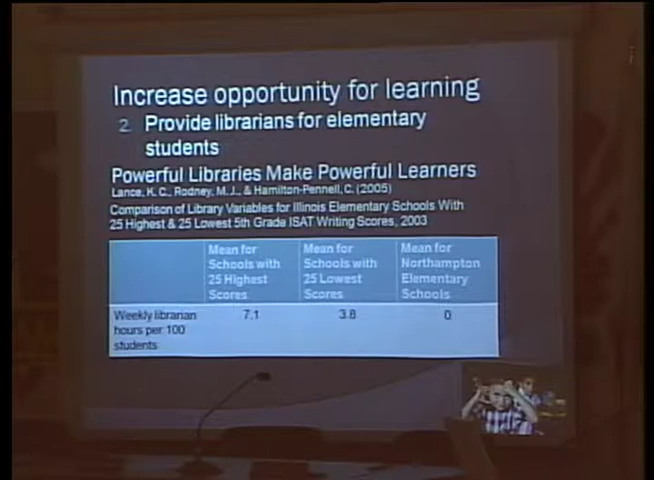 Increase opportunity for learning
2. Provide librarians for elementary
students
Powerful Libraries Make Powerful Learners
Lance, K. C., Rodney, M. J., & Hamilton-Pennell, C. (2005)
Comparison of Library Variables for Illinois Elementary Schools With
25 Highest & 25 Lowest 5th Grade ISAT Writing Scores, 2003
Mean for Schools with 25 Highest Scores
Mean for Schools with 25 Lowest Scores
Mean for Northampton Elementary Schools
Weekly librarian hours per 100 students
7.1
3.8
0